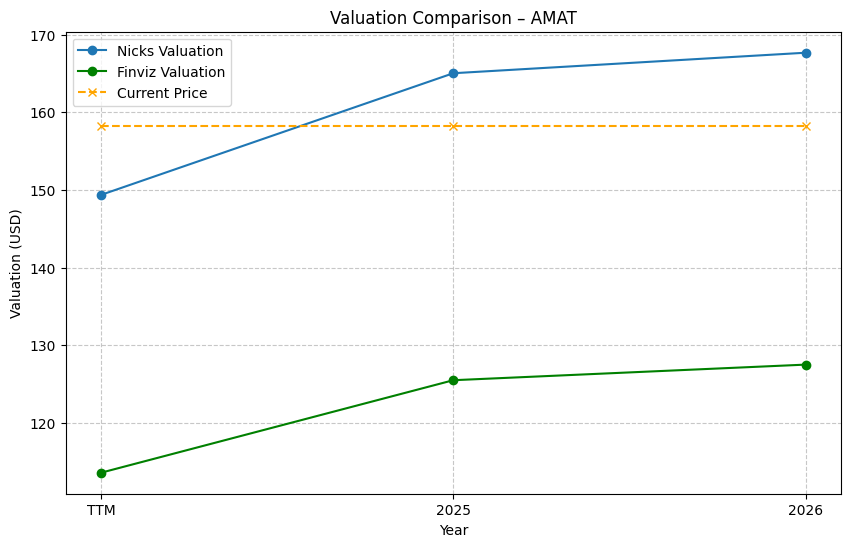 Valuation Comparison – AMAT
Nicks Valuation
Finviz Valuation
Current Price
170
160
150
140
130
120
Valuation (USD)
TTM
2025
2026
Year